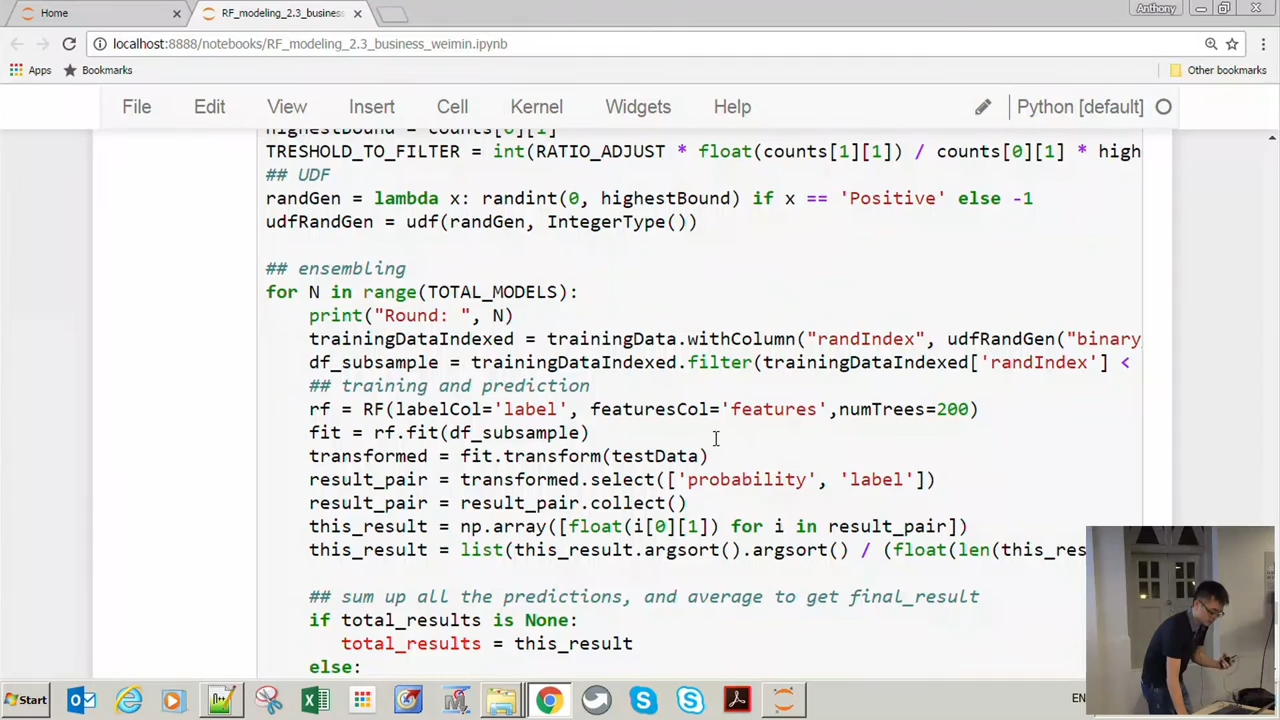 Home
RF_modeling_2.3_business
Anthony
localhost:8888/notebooks/RF_modeling_2.3_business_weimin.ipynb
Apps
Bookmarks
Other bookmarks
File
Edit
View
Insert
Cell
Kernel
Widgets
Help
Python [default]
highestBound = counts[0][1]
TRESHOLD_TO_FILTER = int(RATIO_ADJUST * float(counts[1][1]) / counts[0][1] * high
## UDF
randGen = lambda x: randint(0, highestBound) if x == 'Positive' else -1
udfRandGen = udf(randGen, IntegerType())
## ensembling
for N in range(TOTAL_MODELS):
print("Round: ", N)
trainingDataIndexed = trainingData.withColumn("randIndex", udfRandGen("binary
df_subsample = trainingDataIndexed.filter(trainingDataIndexed['randIndex'] <
## training and prediction
rf = RF(labelCol='label', featuresCol='features',numTrees=200)
fit = rf.fit(df_subsample)
transformed = fit.transform(testData)
result_pair = transformed.select(['probability', 'label'])
result_pair = result_pair.collect()
this_result = np.array([float(i[0][1]) for i in result_pair])
this_result = list(this_result.argsort().argsort() / (float(len(this_res
## sum up all the predictions, and average to get final_result
if total_results is None:
total_results = this_result
else:
Start
EN